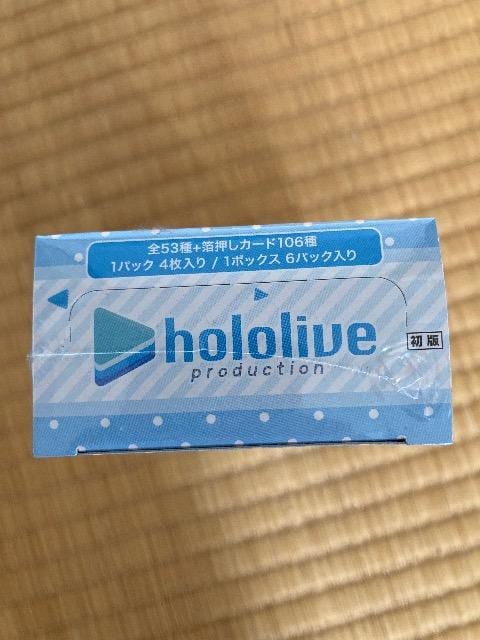 全53種+箔押しカード106種
1パック 4枚入り / 1ボックス 6パック入り
hololive
production
初版